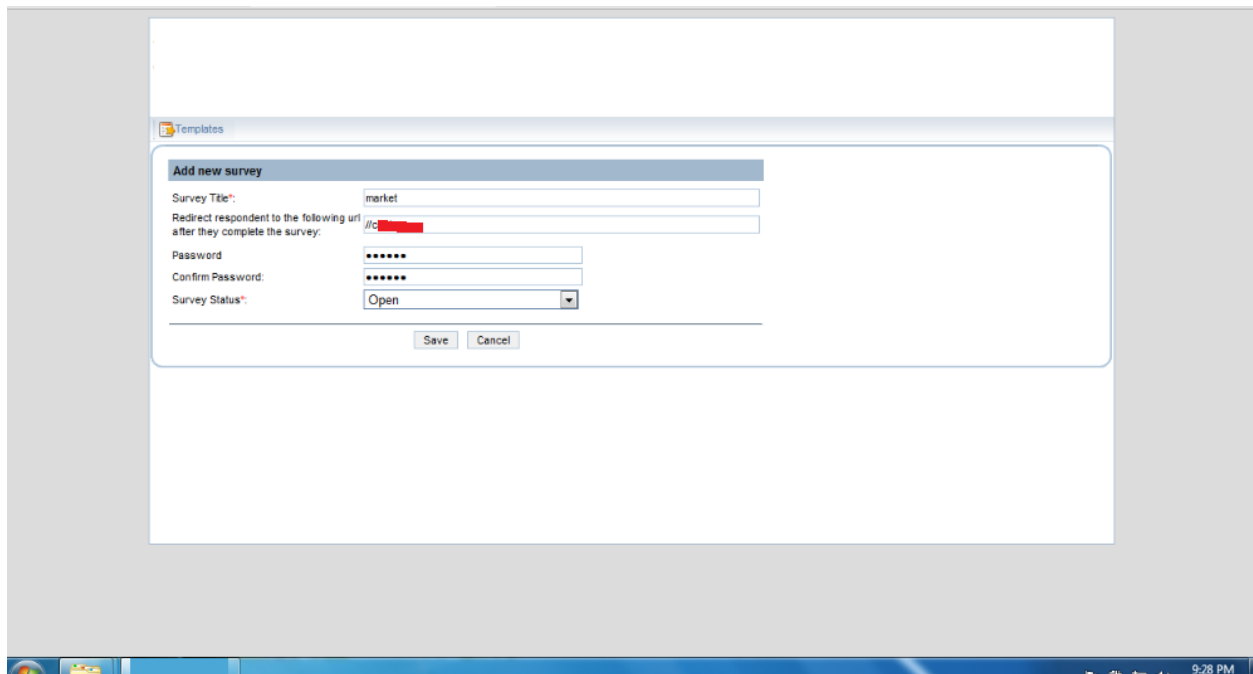 Templates
Add new survey
Survey Title*: market
Redirect respondent to the following url
after they complete the survey: //c
Password ••••••
Confirm Password: ••••••
Survey Status*: Open
Save Cancel
9:28 PM